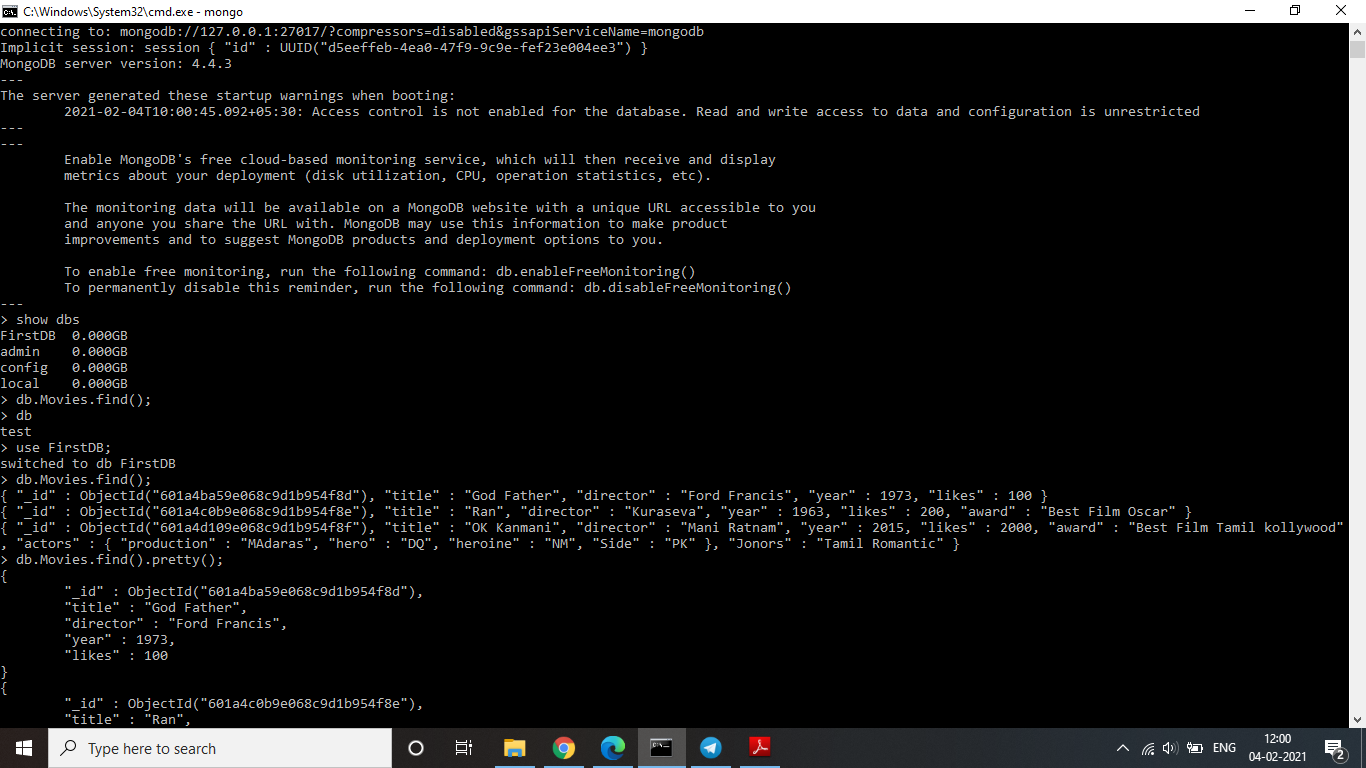 C:\Windows\System32\cmd.exe - mongo
connecting to: mongodb://127.0.0.1:27017/?compressors=disabled&gssapiServiceName=mongodb
Implicit session: session { "id" : UUID("d5eeffeb-4ea0-47f9-9c9e-fef23e004ee3") }
MongoDB server version: 4.4.3
---
The server generated these startup warnings when booting:
        2021-02-04T10:00:45.092+05:30: Access control is not enabled for the database. Read and write access to data and configuration is unrestricted
---
---
        Enable MongoDB's free cloud-based monitoring service, which will then receive and display
        metrics about your deployment (disk utilization, CPU, operation statistics, etc).
        The monitoring data will be available on a MongoDB website with a unique URL accessible to you
        and anyone you share the URL with. MongoDB may use this information to make product
        improvements and to suggest MongoDB products and deployment options to you.
        To enable free monitoring, run the following command: db.enableFreeMonitoring()
        To permanently disable this reminder, run the following command: db.disableFreeMonitoring()
---
> show dbs
FirstDB  0.000GB
admin    0.000GB
config   0.000GB
local    0.000GB
> db.Movies.find();
> db
test
> use FirstDB;
switched to db FirstDB
> db.Movies.find();
{ "_id" : ObjectId("601a4ba59e068c9d1b954f8d"), "title" : "God Father", "director" : "Ford Francis", "year" : 1973, "likes" : 100 }
{ "_id" : ObjectId("601a4c0b9e068c9d1b954f8e"), "title" : "Ran", "director" : "Kuraseva", "year" : 1963, "likes" : 200, "award" : "Best Film Oscar" }
{ "_id" : ObjectId("601a4d109e068c9d1b954f8f"), "title" : "OK Kanmani", "director" : "Mani Ratnam", "year" : 2015, "likes" : 2000, "award" : "Best Film Tamil kollywood"
, "actors" : { "production" : "MAdaras", "hero" : "DQ", "heroine" : "NM", "Side" : "PK" }, "Jonors" : "Tamil Romantic" }
> db.Movies.find().pretty();
{
        "_id" : ObjectId("601a4ba59e068c9d1b954f8d"),
        "title" : "God Father",
        "director" : "Ford Francis",
        "year" : 1973,
        "likes" : 100
}
{
        "_id" : ObjectId("601a4c0b9e068c9d1b954f8e"),
        "title" : "Ran",
Type here to search
ENG
12:00
04-02-2021
2